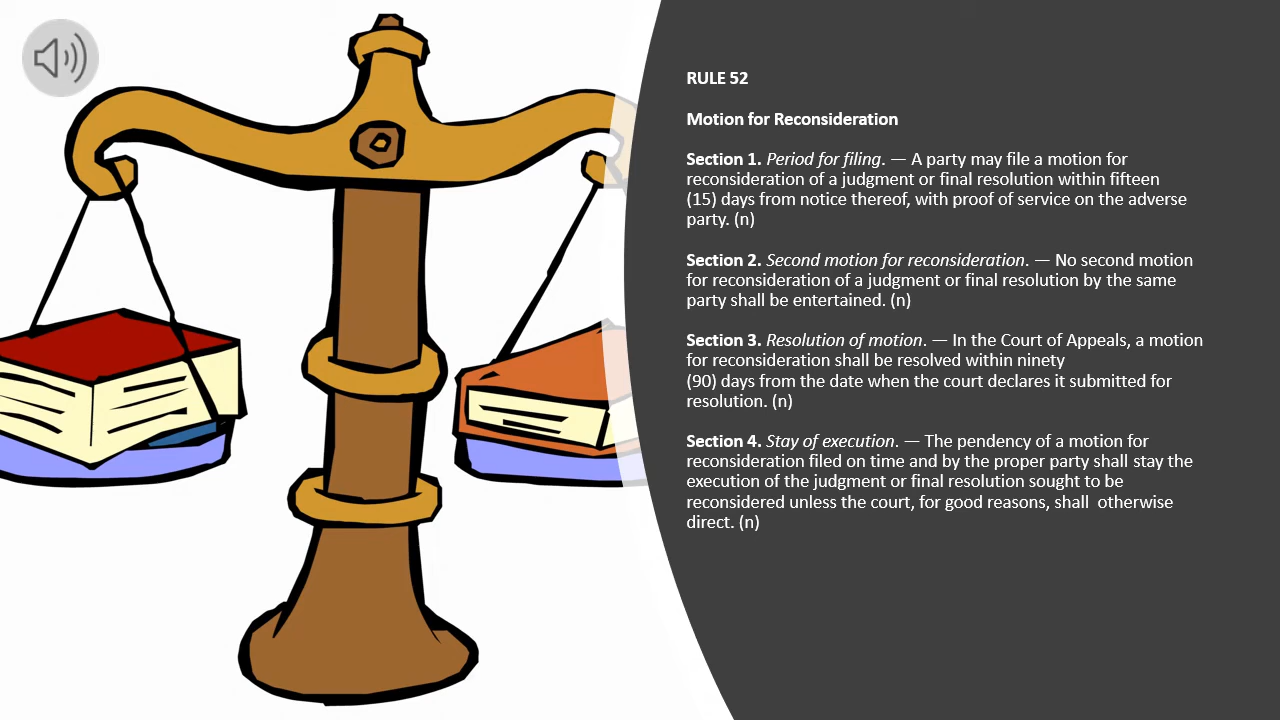 RULE 52
Motion for Reconsideration
Section 1. Period for filing. — A party may file a motion for
reconsideration of a judgment or final resolution within fifteen
(15) days from notice thereof, with proof of service on the adverse
party. (n)
Section 2. Second motion for reconsideration. — No second motion
for reconsideration of a judgment or final resolution by the same
party shall be entertained. (n)
Section 3. Resolution of motion. — In the Court of Appeals, a motion
for reconsideration shall be resolved within ninety
(90) days from the date when the court declares it submitted for
resolution. (n)
Section 4. Stay of execution. — The pendency of a motion for
reconsideration filed on time and by the proper party shall stay the
execution of the judgment or final resolution sought to be
reconsidered unless the court, for good reasons, shall  otherwise
direct. (n)